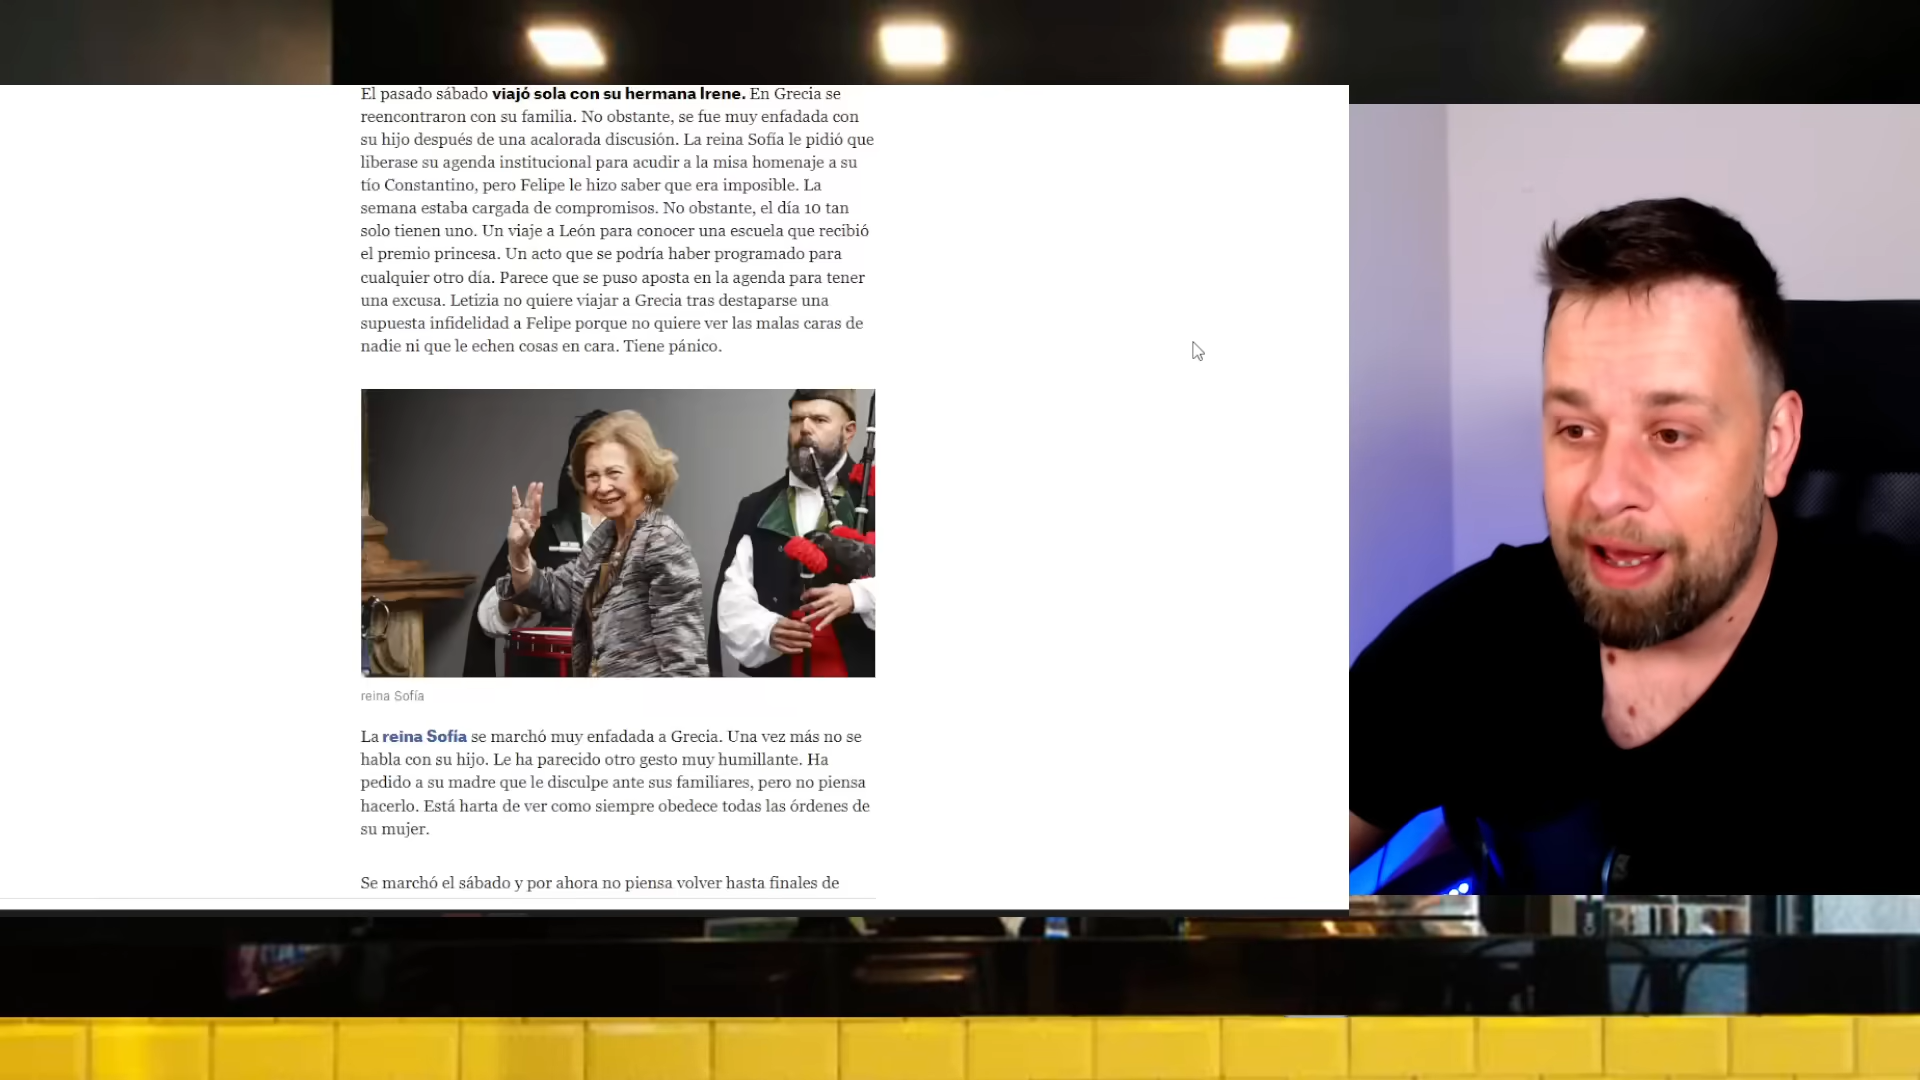 El pasado sábado viajó sola con su hermana Irene. En Grecia se
reencontraron con su familia. No obstante, se fue muy enfadada con
su hijo después de una acalorada discusión. La reina Sofía le pidió que
liberase su agenda institucional para acudir a la misa homenaje a su
tío Constantino, pero Felipe le hizo saber que era imposible. La
semana estaba cargada de compromisos. No obstante, el día 10 tan
solo tienen uno. Un viaje a León para conocer una escuela que recibió
el premio princesa. Un acto que se podría haber programado para
cualquier otro día. Parece que se puso aposta en la agenda para tener
una excusa. Letizia no quiere viajar a Grecia tras destaparse una
supuesta infidelidad a Felipe porque no quiere ver las malas caras de
nadie ni que le echen cosas en cara. Tiene pánico.
reina Sofía
La reina Sofía se marchó muy enfadada a Grecia. Una vez más no se
habla con su hijo. Le ha parecido otro gesto muy humillante. Ha
pedido a su madre que le disculpe ante sus familiares, pero no piensa
hacerlo. Está harta de ver como siempre obedece todas las órdenes de
su mujer.
Se marchó el sábado y por ahora no piensa volver hasta finales de